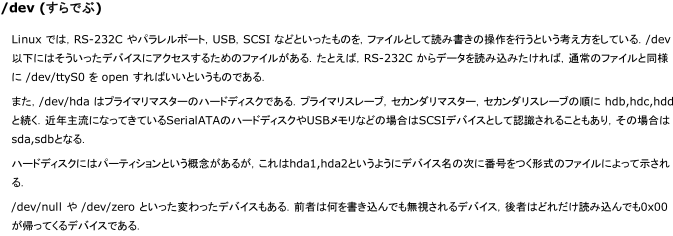 /dev (すらでぶ)
Linux では, RS-232C やパラレルポート, USB, SCSI などといったものを, ファイルとして読み書きの操作を行うという考え方をしている. /dev
以下にはそういったデバイスにアクセスするためのファイルがある. たとえば, RS-232C からデータを読み込みたければ, 通常のファイルと同様
に /dev/ttyS0 を open すればいいというものである.
また, /dev/hda はプライマリマスターのハードディスクである. プライマリスレーブ, セカンダリマスター, セカンダリスレーブの順に hdb,hdc,hdd
と続く. 近年主流になってきているSerialATAのハードディスクやUSBメモリなどの場合はSCSIデバイスとして認識されることもあり, その場合は
sda,sdbとなる.
ハードディスクにはパーティションという概念があるが, これはhda1,hda2というようにデバイス名の次に番号をつく形式のファイルによって示され
る.
/dev/null や /dev/zero といった変わったデバイスもある. 前者は何を書き込んでも無視されるデバイス, 後者はどれだけ読み込んでも0x00
が帰ってくるデバイスである.